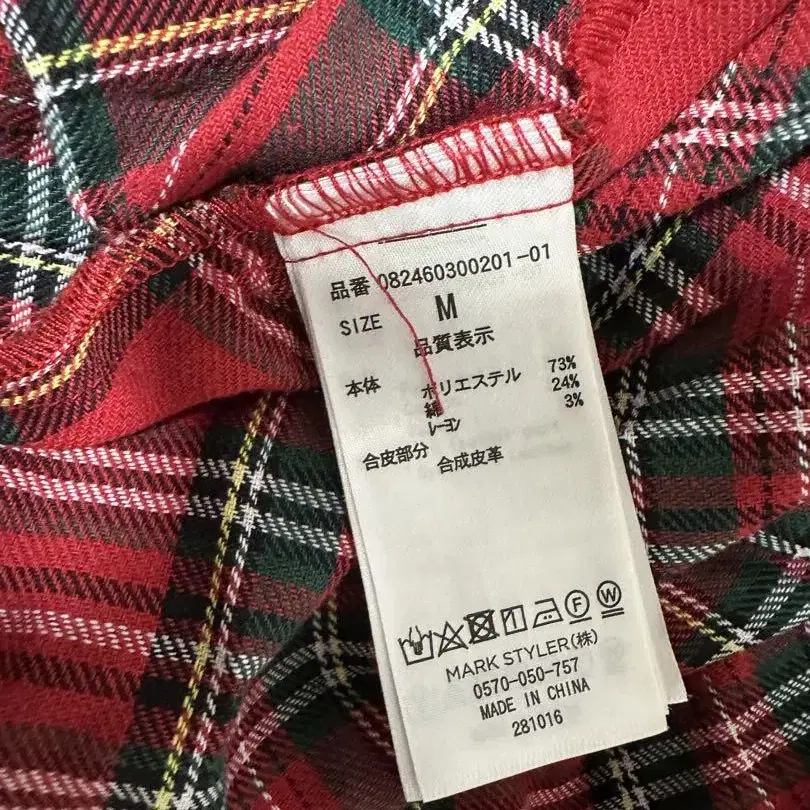 品番 082460300201-01
SIZE M
品質表示
本体 ポリエステル 73%
綿 24%
レーヨン 3%
合皮部分 合成皮革
MARK STYLER(株)
0570-050-757
MADE IN CHINA
281016